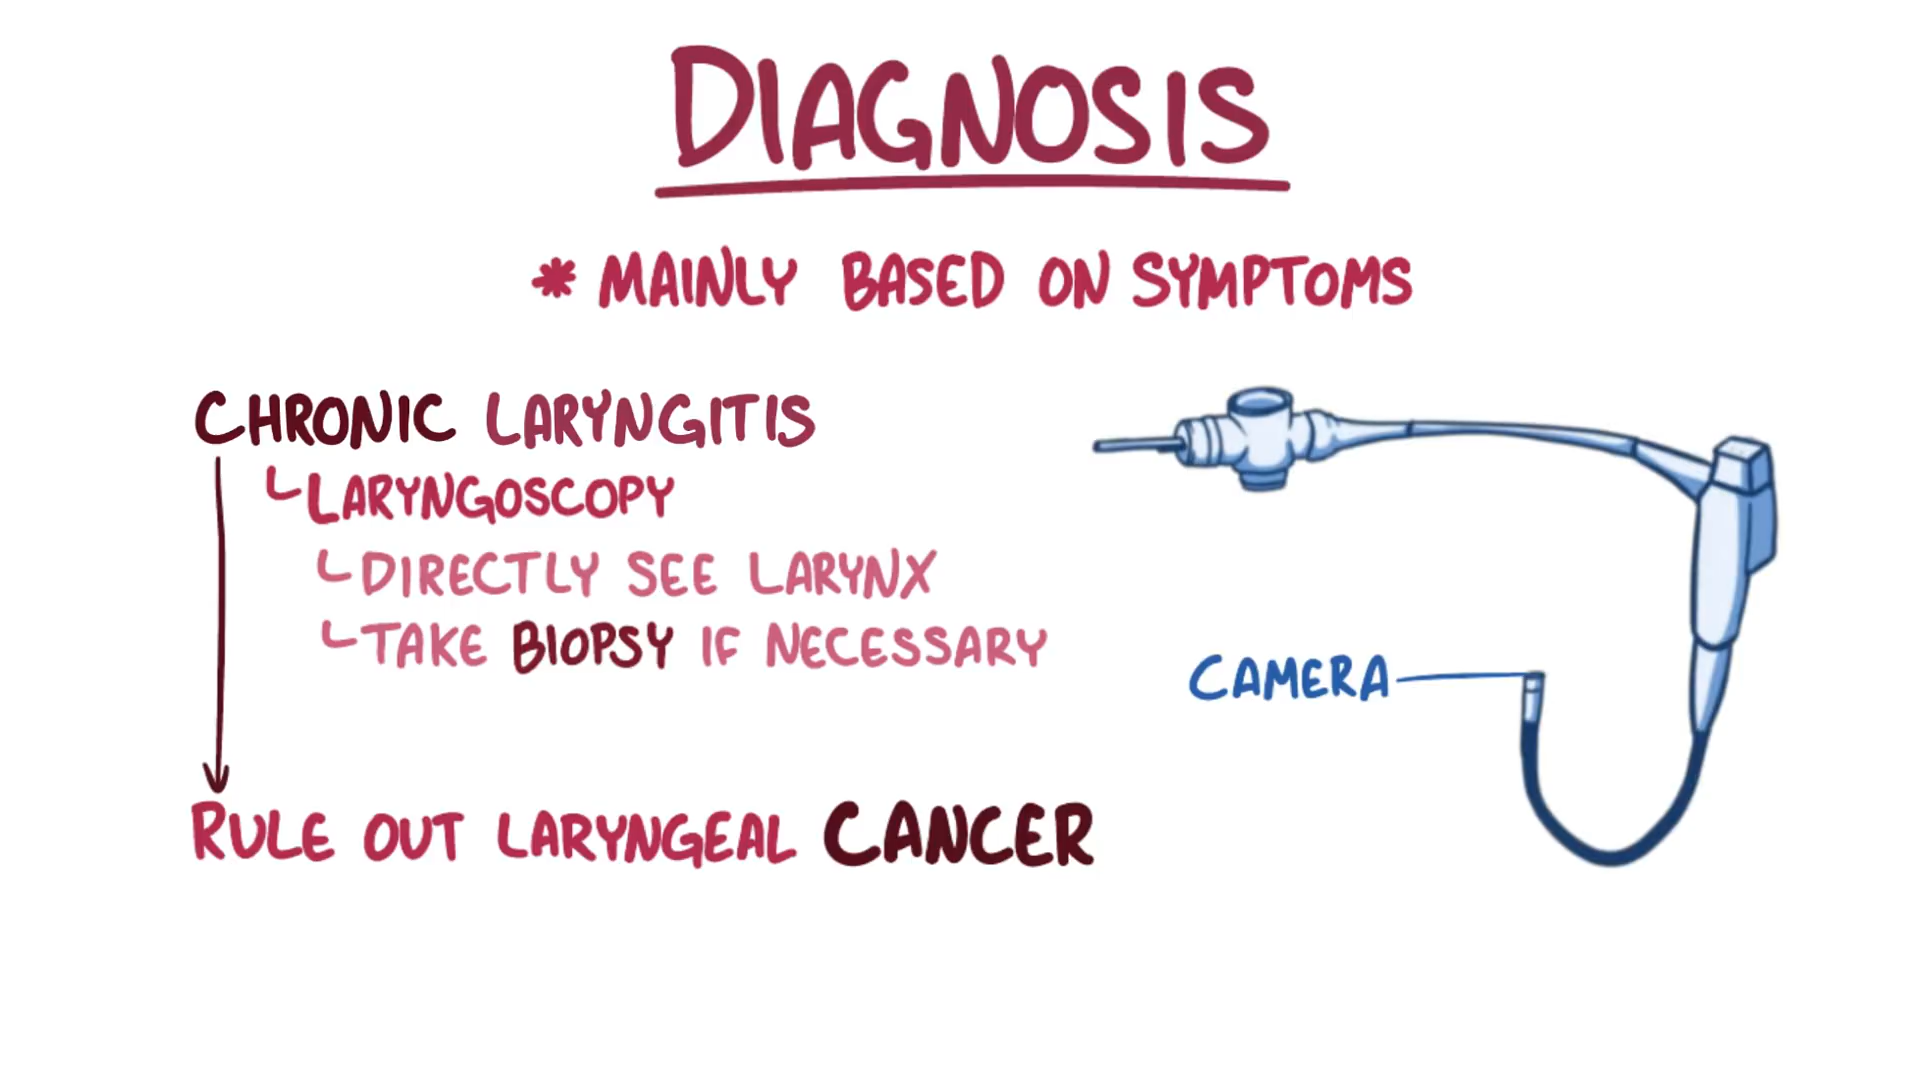 DIAGNOSIS
* MAINLY BASED ON SYMPTOMS
CHRONIC LARYNGITIS
LARYNGOSCOPY
DIRECTLY SEE LARYNX
TAKE BIOPSY IF NECESSARY
CAMERA
RULE OUT LARYNGEAL CANCER